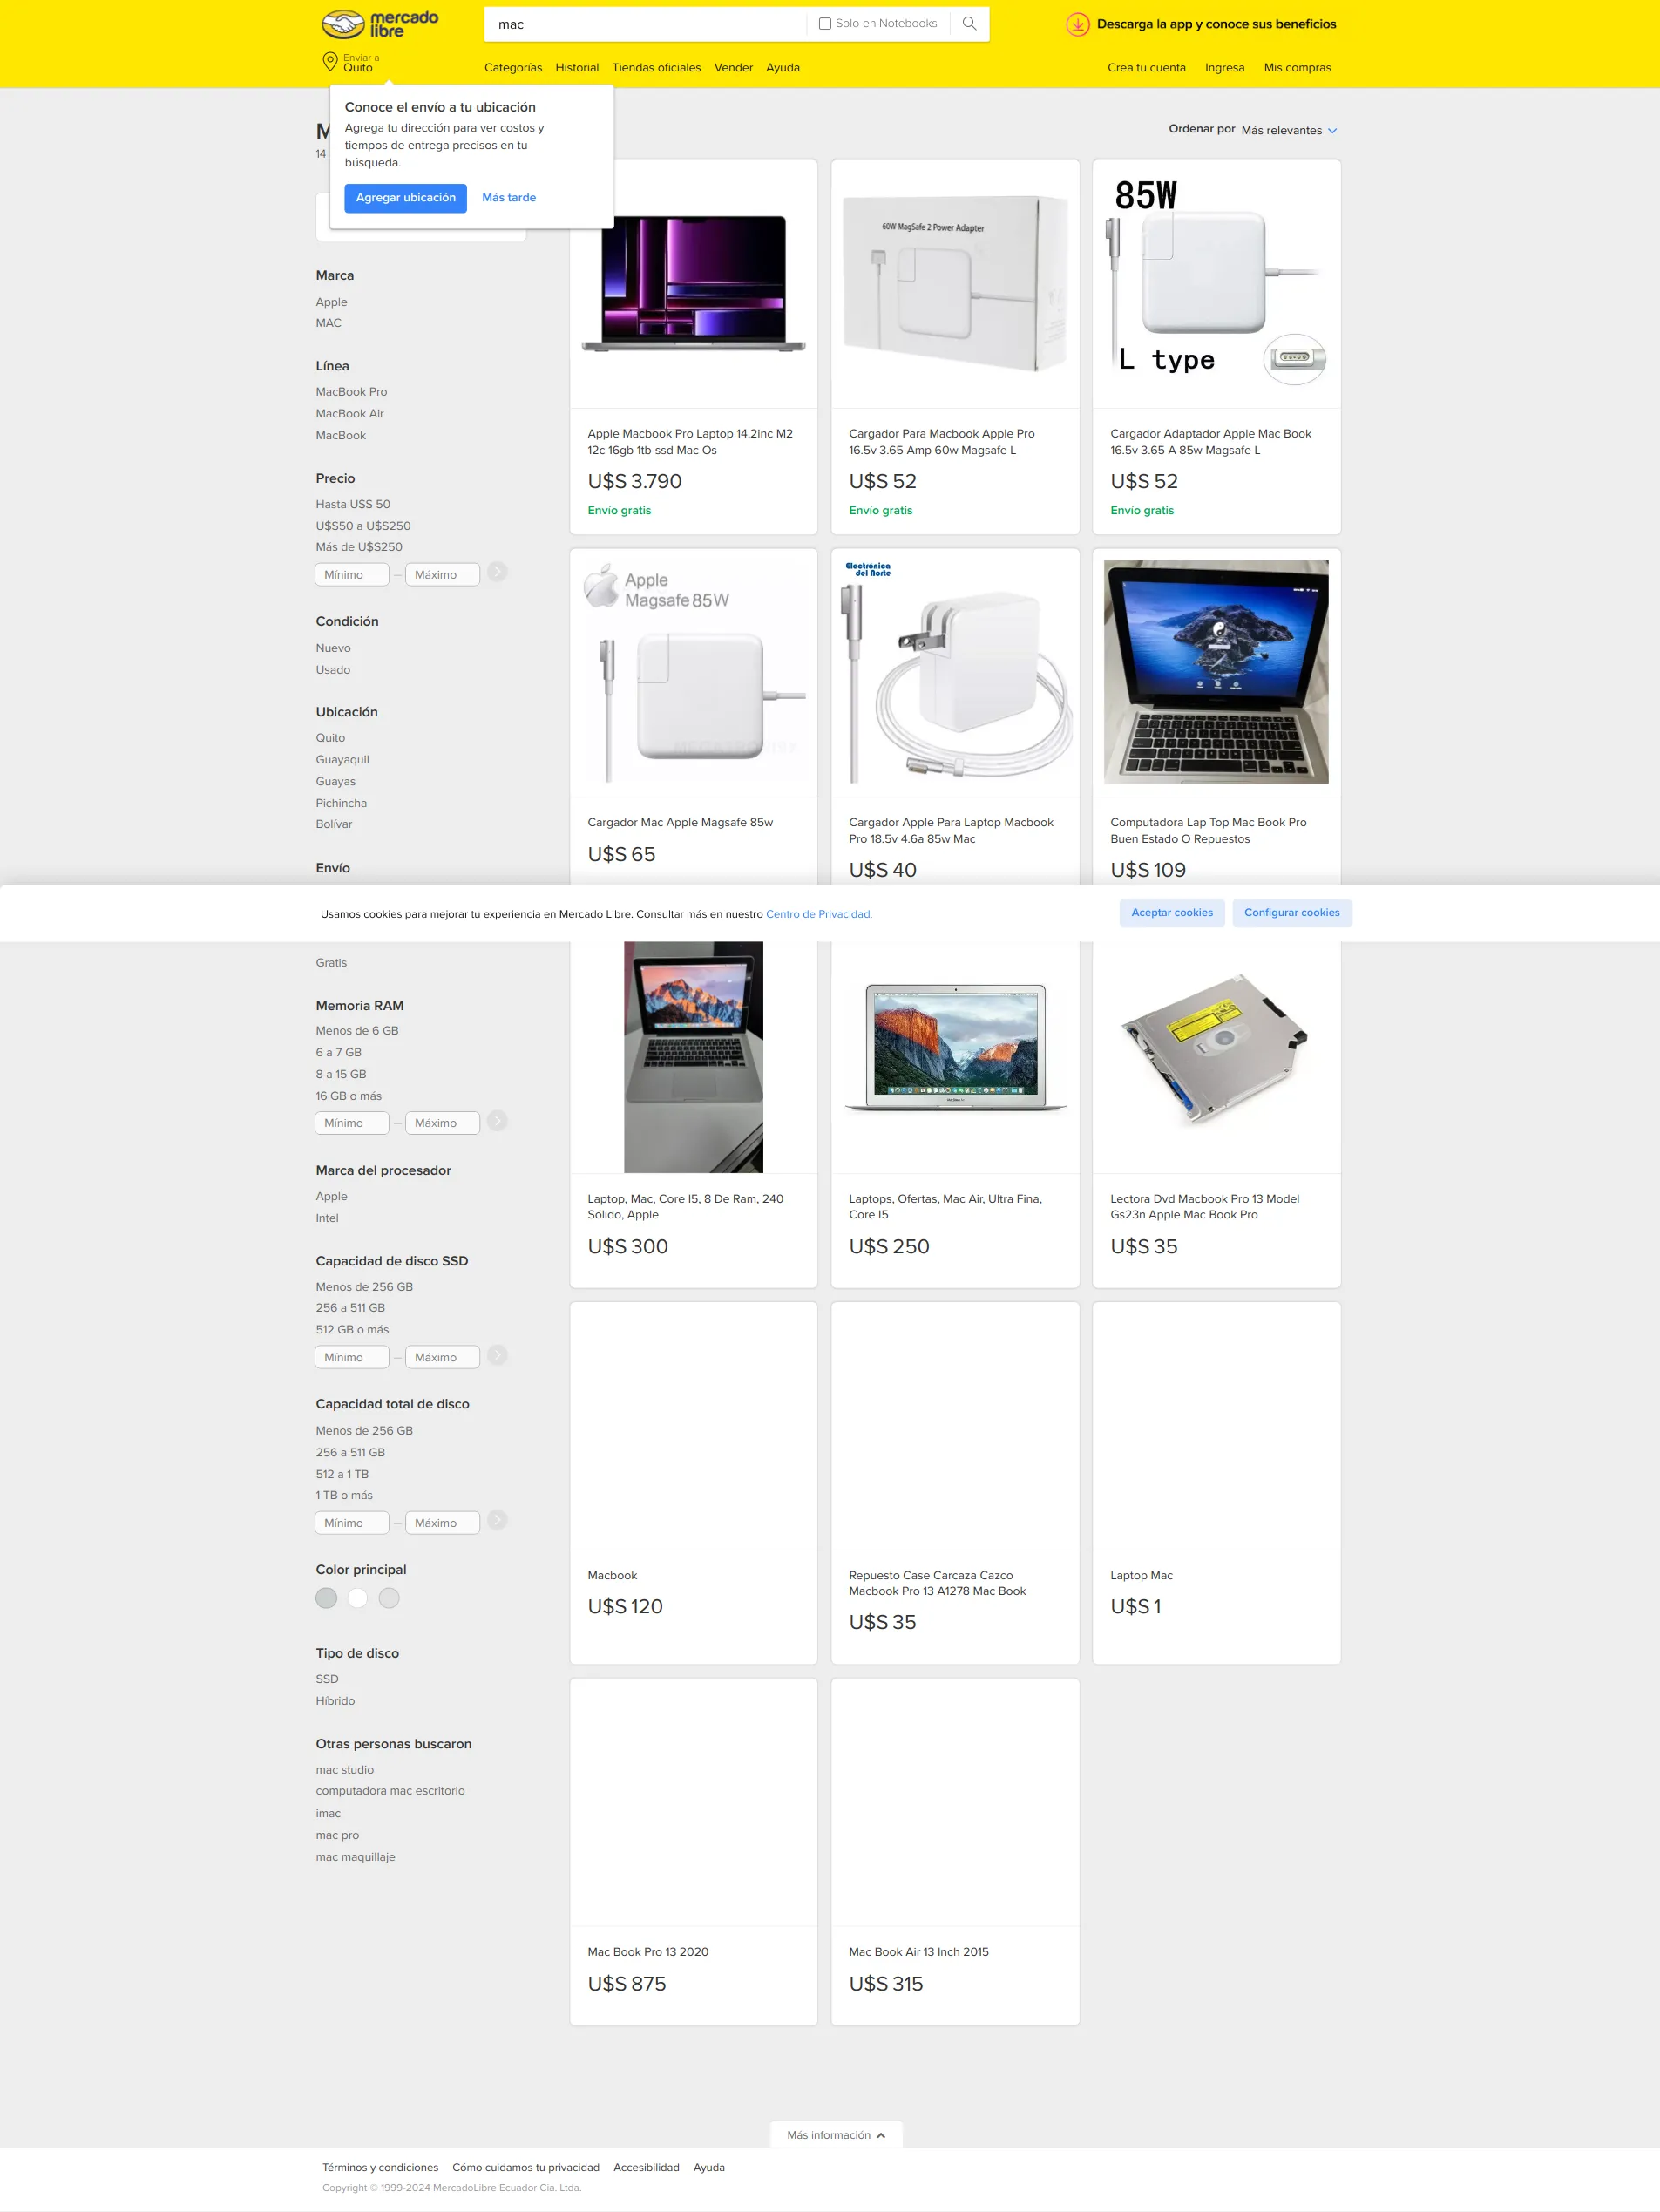 mercado
libre
mac
Solo en Notebooks
Descarga la app y conoce sus beneficios
Enviar a
Quito
Categorías Historial Tiendas oficiales Vender Ayuda
Crea tu cuenta Ingresa Mis compras
Conoce el envío a tu ubicación
Agrega tu dirección para ver costos y
tiempos de entrega precisos en tu
búsqueda.
Agregar ubicación Más tarde
M
14
Ordenar por Más relevantes
Marca
Apple
MAC
Línea
MacBook Pro
MacBook Air
MacBook
Precio
Hasta U$S 50
U$S50 a U$S250
Más de U$S250
Mínimo — Máximo
Condición
Nuevo
Usado
Ubicación
Quito
Guayaquil
Guayas
Pichincha
Bolívar
Envío
60W MagSafe 2 Power Adapter
85W
L type
Apple Macbook Pro Laptop 14.2inc M2
12c 16gb 1tb-ssd Mac Os
U$S 3.790
Envío gratis
Cargador Para Macbook Apple Pro
16.5v 3.65 Amp 60w Magsafe L
U$S 52
Envío gratis
Cargador Adaptador Apple Mac Book
16.5v 3.65 A 85w Magsafe L
U$S 52
Envío gratis
Apple
Magsafe 85W
Electrónica
del Norte
Cargador Mac Apple Magsafe 85w
U$S 65
Cargador Apple Para Laptop Macbook
Pro 18.5v 4.6a 85w Mac
U$S 40
Computadora Lap Top Mac Book Pro
Buen Estado O Repuestos
U$S 109
Usamos cookies para mejorar tu experiencia en Mercado Libre. Consultar más en nuestro Centro de Privacidad.
Aceptar cookies Configurar cookies
Gratis
Memoria RAM
Menos de 6 GB
6 a 7 GB
8 a 15 GB
16 GB o más
Mínimo — Máximo
Marca del procesador
Apple
Intel
Capacidad de disco SSD
Menos de 256 GB
256 a 511 GB
512 GB o más
Mínimo — Máximo
Capacidad total de disco
Menos de 256 GB
256 a 511 GB
512 a 1 TB
1 TB o más
Mínimo — Máximo
Color principal
Tipo de disco
SSD
Híbrido
Otras personas buscaron
mac studio
computadora mac escritorio
imac
mac pro
mac maquillaje
Laptop, Mac, Core I5, 8 De Ram, 240
Sólido, Apple
U$S 300
Laptops, Ofertas, Mac Air, Ultra Fina,
Core I5
U$S 250
Lectora Dvd Macbook Pro 13 Model
Gs23n Apple Mac Book Pro
U$S 35
Macbook
U$S 120
Repuesto Case Carcaza Cazco
Macbook Pro 13 A1278 Mac Book
U$S 35
Laptop Mac
U$S 1
Mac Book Pro 13 2020
U$S 875
Mac Book Air 13 Inch 2015
U$S 315
Más información
Términos y condiciones Cómo cuidamos tu privacidad Accesibilidad Ayuda
Copyright © 1999-2024 MercadoLibre Ecuador Cia. Ltda.